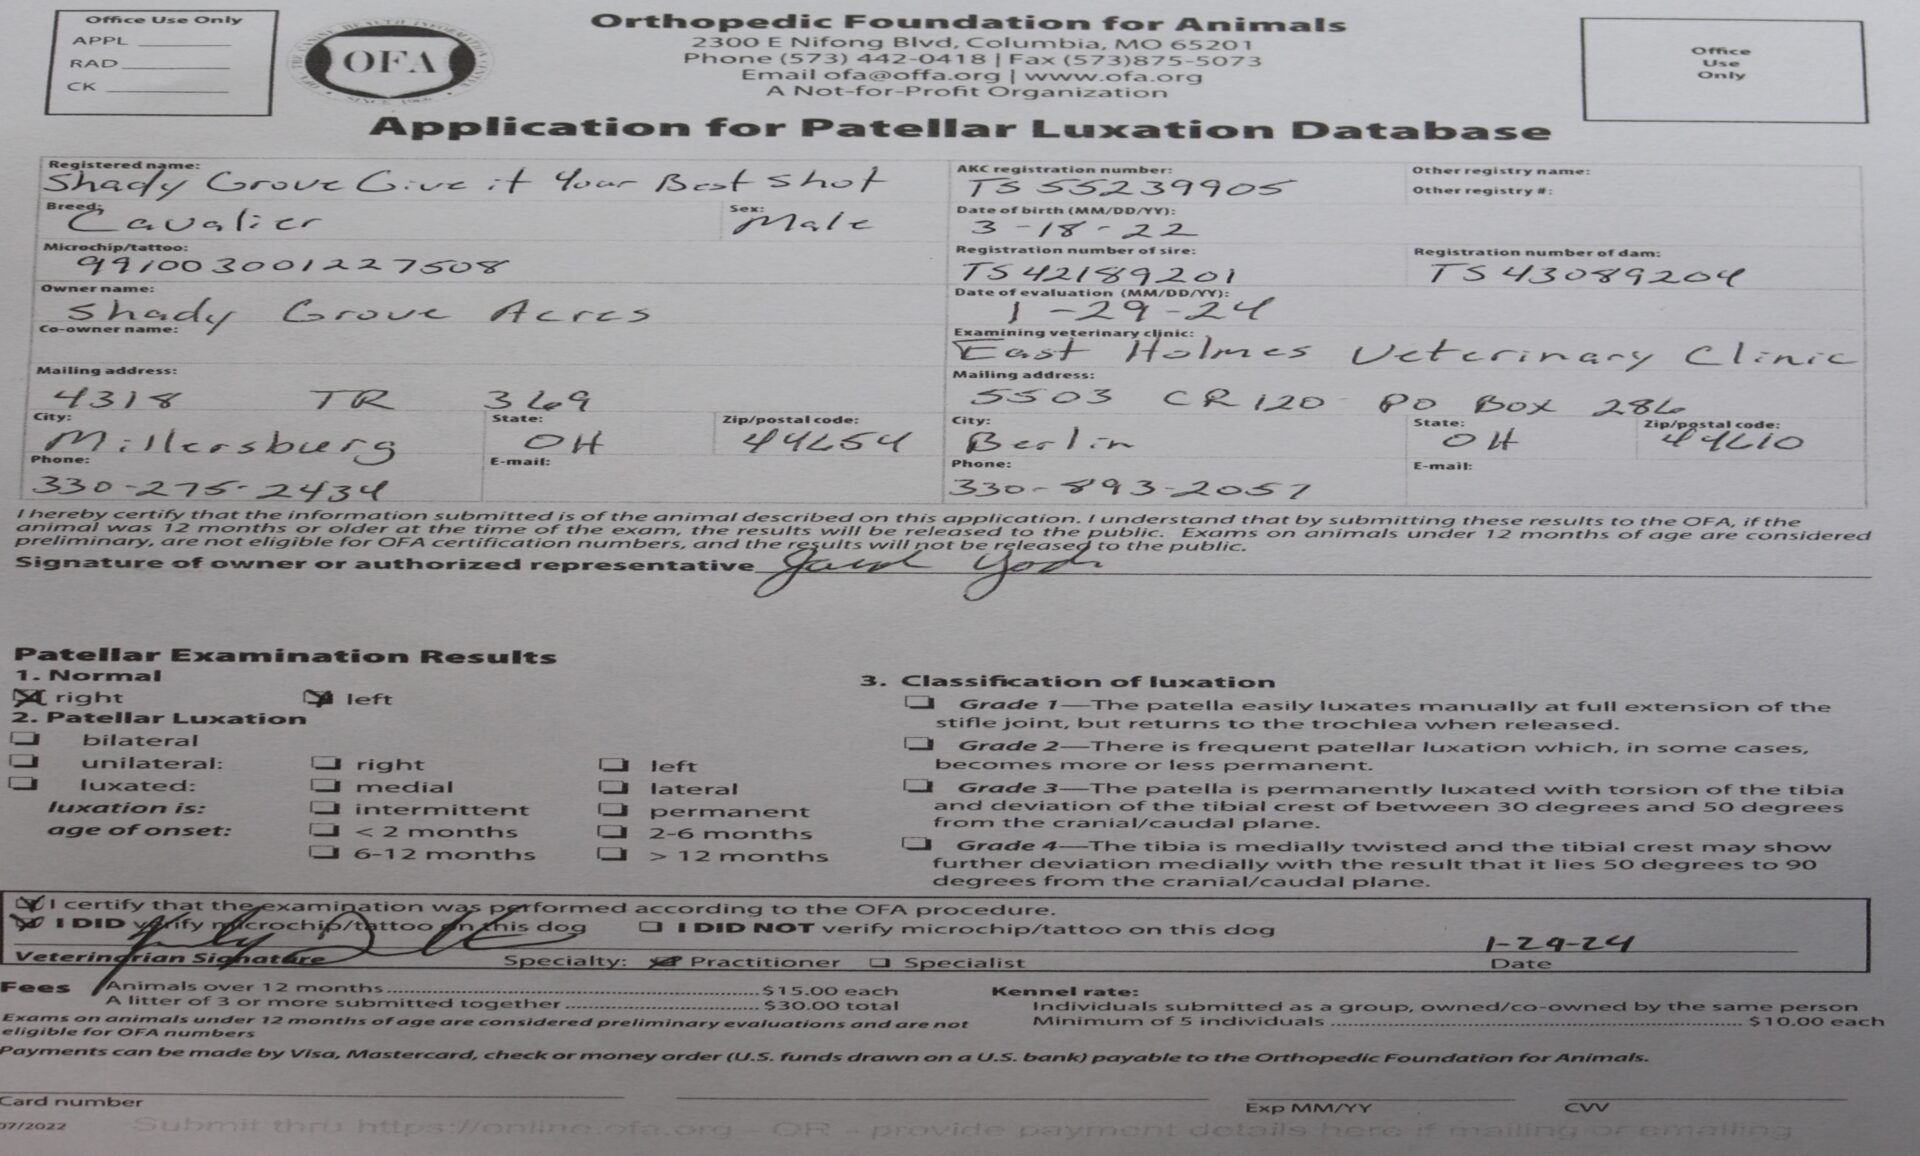 Office Use Only
APPL
RAD
CK
OFA
SINCE 1966
Orthopedic Foundation for Animals
2300 E Nifong Blvd, Columbia, MO 65201
Phone (573) 442-0418 | Fax (573)875-5073
Email ofa@offa.org | www.ofa.org
A Not-for-Profit Organization
Office
Use
Only
Application for Patellar Luxation Database
Registered name:
Shady Grove Give it Your Best Shot
AKC registration number:
TS 55239905
Other registry name:
Other registry #:
Breed:
Cavalier
Sex:
Male
Date of birth (MM/DD/YY):
3-18-22
Microchip/tattoo:
991003001227508
Registration number of sire:
TS42189201
Registration number of dam:
TS43089204
Owner name:
Shady Grove Acres
Date of evaluation (MM/DD/YY):
1-29-24
Co-owner name:
Examining veterinary clinic:
East Holmes Veterinary Clinic
Mailing address:
4318 TR 369
Mailing address:
5503 CR 120 PO Box 286
City:
Millersburg
State:
OH
Zip/postal code:
44654
City:
Berlin
State:
OH
Zip/postal code:
44610
Phone:
330-275-2434
E-mail:
Phone:
330-893-2057
E-mail:
I hereby certify that the information submitted is of the animal described on this application. I understand that by submitting these results to the OFA, if the
animal was 12 months or older at the time of the exam, the results will be released to the public. Exams on animals under 12 months of age are considered
preliminary, are not eligible for OFA certification numbers, and the results will not be released to the public.
Signature of owner or authorized representative
Patellar Examination Results
1. Normal
right left
2. Patellar Luxation
bilateral
unilateral: right left
luxated: medial lateral
luxation is: intermittent permanent
age of onset: < 2 months 2-6 months
6-12 months > 12 months
3. Classification of luxation
Grade 1—The patella easily luxates manually at full extension of the
stifle joint, but returns to the trochlea when released.
Grade 2—There is frequent patellar luxation which, in some cases,
becomes more or less permanent.
Grade 3—The patella is permanently luxated with torsion of the tibia
and deviation of the tibial crest of between 30 degrees and 50 degrees
from the cranial/caudal plane.
Grade 4—The tibia is medially twisted and the tibial crest may show
further deviation medially with the result that it lies 50 degrees to 90
degrees from the cranial/caudal plane.
I certify that the examination was performed according to the OFA procedure.
I DID verify microchip/tattoo on this dog I DID NOT verify microchip/tattoo on this dog
1-29-24
Veterinarian Signature Specialty: Practitioner Specialist Date
Fees Animals over 12 months ... $15.00 each
A litter of 3 or more submitted together ... $30.00 total
Exams on animals under 12 months of age are considered preliminary evaluations and are not
eligible for OFA numbers
Kennel rate:
Individuals submitted as a group, owned/co-owned by the same person
Minimum of 5 individuals ... $10.00 each
Payments can be made by Visa, Mastercard, check or money order (U.S. funds drawn on a U.S. bank) payable to the Orthopedic Foundation for Animals.
Card number Exp MM/YY CVV
07/2022
Submit thru https://online.ofa.org - OR - provide payment details here if mailing or emailing